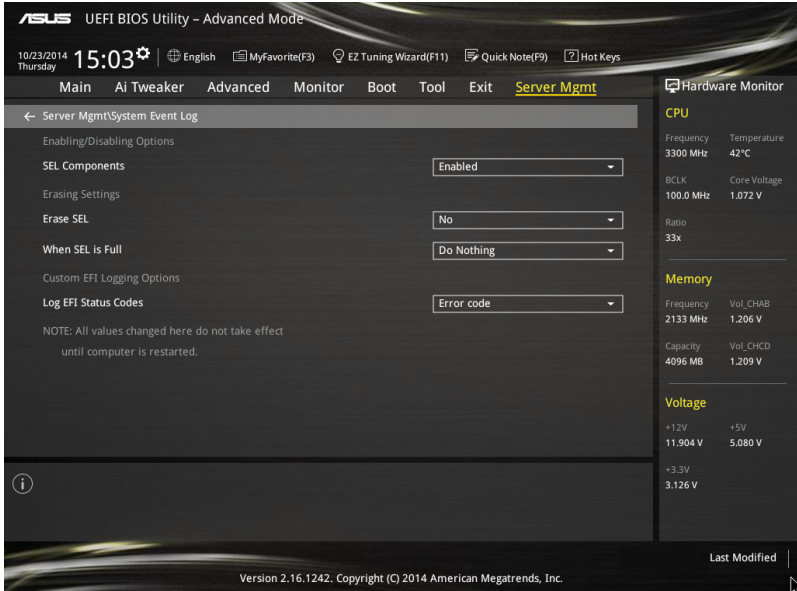 ASUS UEFI BIOS Utility – Advanced Mode
10/23/2014 Thursday 15:03 English MyFavorite(F3) EZ Tuning Wizard(F11) Quick Note(F9) ? Hot Keys
Main Ai Tweaker Advanced Monitor Boot Tool Exit Server Mgmt
← Server Mgmt\System Event Log
Enabling/Disabling Options
SEL Components Enabled
Erasing Settings
Erase SEL No
When SEL is Full Do Nothing
Custom EFI Logging Options
Log EFI Status Codes Error code
NOTE: All values changed here do not take effect
until computer is restarted.
Hardware Monitor
CPU
Frequency Temperature
3300 MHz 42°C
BCLK Core Voltage
100.0 MHz 1.072 V
Ratio
33x
Memory
Frequency Vol_CHAB
2133 MHz 1.206 V
Capacity Vol_CHCD
4096 MB 1.209 V
Voltage
+12V +5V
11.904 V 5.080 V
+3.3V
3.126 V
i
Last Modified
Version 2.16.1242. Copyright (C) 2014 American Megatrends, Inc.